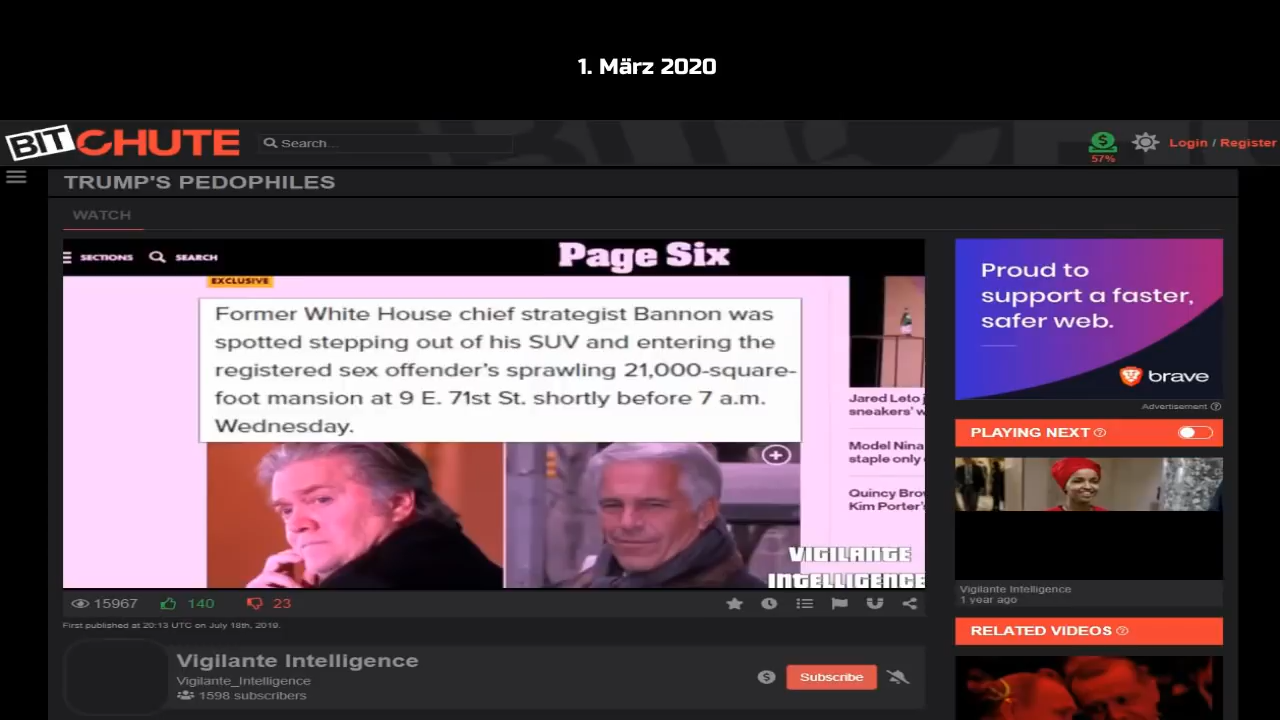 1. März 2020
BITCHUTE
Search...
57%
Login / Register
TRUMP'S PEDOPHILES
WATCH
SECTIONS
SEARCH
Page Six
EXCLUSIVE
Former White House chief strategist Bannon was
spotted stepping out of his SUV and entering the
registered sex offender's sprawling 21,000-square-
foot mansion at 9 E. 71st St. shortly before 7 a.m.
Wednesday.
Jared Leto j
sneakers' w
Model Nina
staple only
Quincy Bro
Kim Porter's
VIGILANTE
INTELLIGENCE
Proud to
support a faster,
safer web.
brave
Advertisement
PLAYING NEXT
Vigilante Intelligence
1 year ago
RELATED VIDEOS
15967
140
23
First published at 20:13 UTC on July 18th, 2019.
Vigilante Intelligence
Vigilante_Intelligence
1598 subscribers
Subscribe